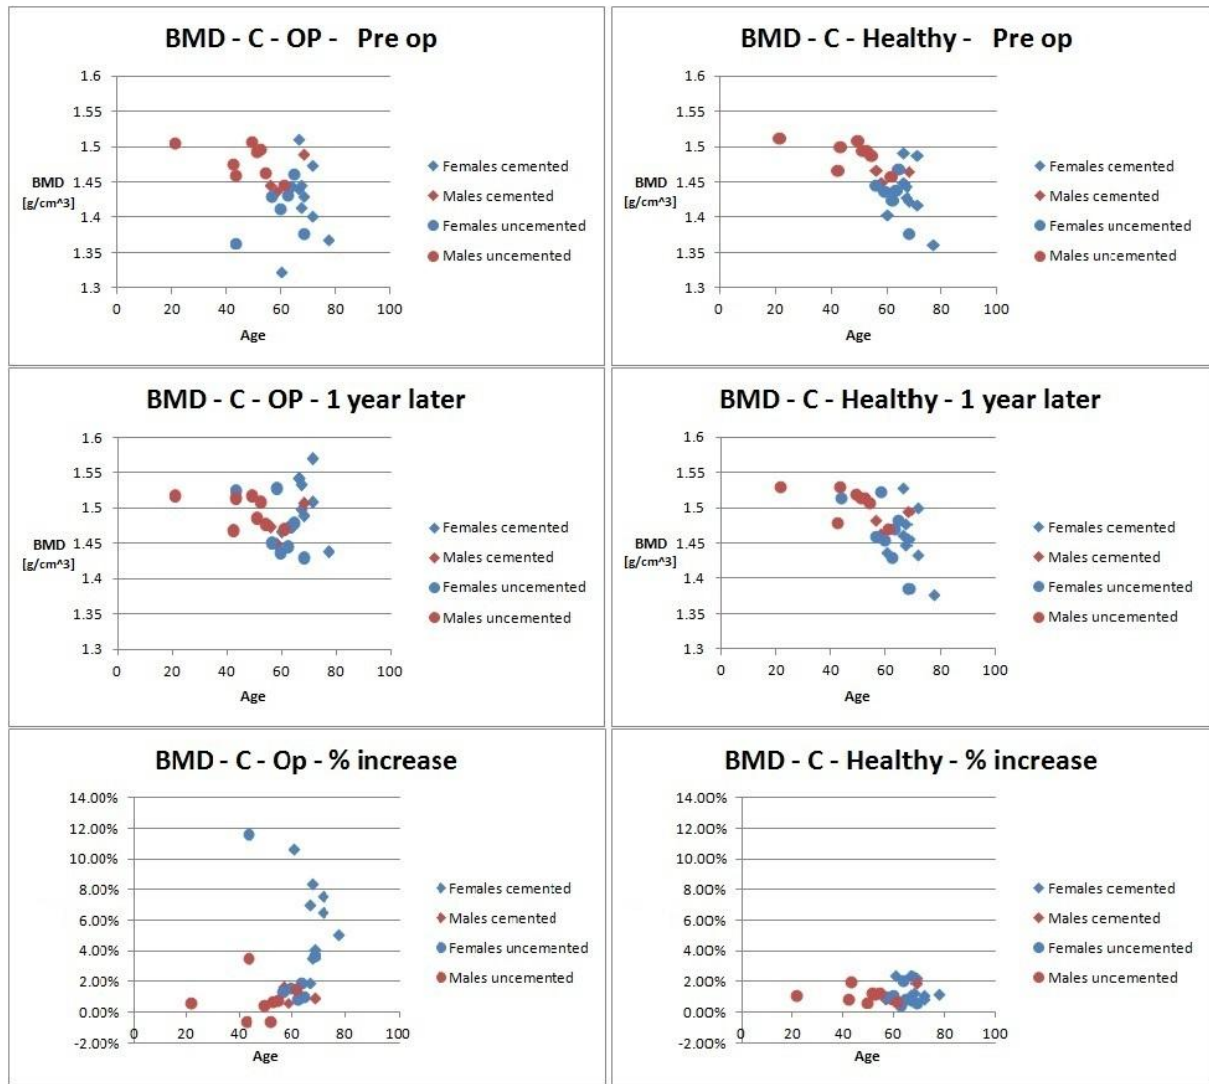 BMD - C - OP - Pre op
1.6
1.55
1.5
1.45
1.4
1.35
1.3
BMD
[g/cm^3]
0 20 40 60 80 100
Age
Females cemented
Males cemented
Females uncemented
Males uncemented
BMD - C - Healthy - Pre op
1.6
1.55
1.5
1.45
1.4
1.35
1.3
BMD
[g/cm^3]
0 20 40 60 80 100
Age
Females cemented
Males cemented
Females uncemented
Males uncemented
BMD - C - OP - 1 year later
1.6
1.55
1.5
1.45
1.4
1.35
1.3
BMD
[g/cm^3]
0 20 40 60 80 100
Age
Females cemented
Males cemented
Females uncemented
Males uncemented
BMD - C - Healthy - 1 year later
1.6
1.55
1.5
1.45
1.4
1.35
1.3
BMD
[g/cm^3]
0 20 40 60 80 100
Age
Females cemented
Males cemented
Females uncemented
Males uncemented
BMD - C - Op - % increase
14.00%
12.00%
10.00%
8.00%
6.00%
4.00%
2.00%
0.00%
-2.00%
0 20 40 60 80 100
Age
Females cemented
Males cemented
Females uncemented
Males uncemented
BMD - C - Healthy - % increase
14.00%
12.00%
10.00%
8.00%
6.00%
4.00%
2.00%
0.00%
-2.00%
0 20 40 60 80 100
Age
Females cemented
Males cemented
Females uncemented
Males uncemented